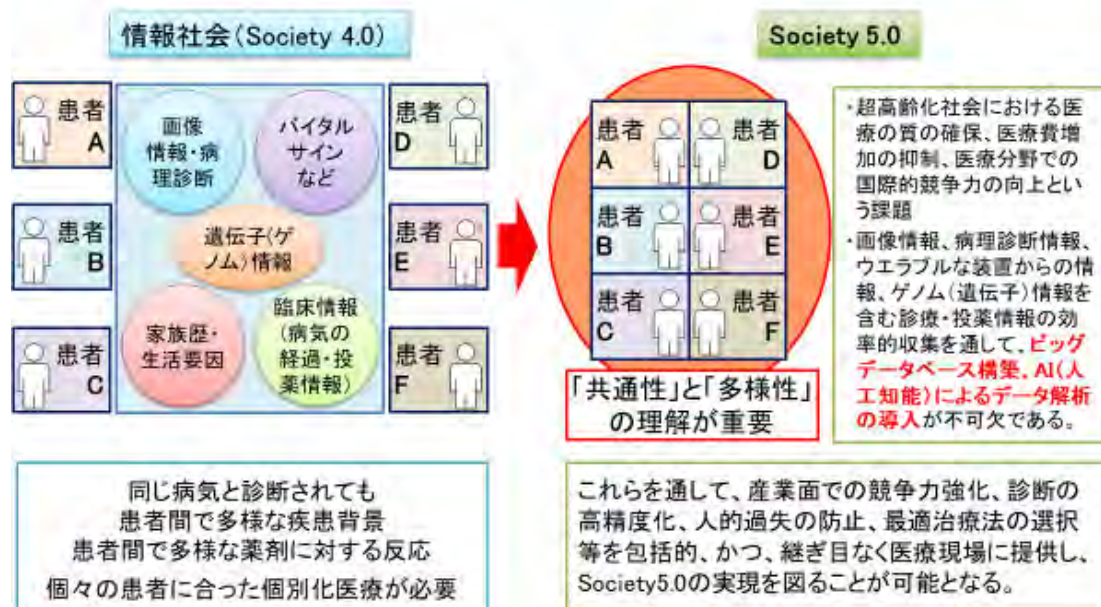 情報社会(Society 4.0)
患者
A
患者
B
患者
C
画像
情報・病
理診断
バイタル
サイン
など
遺伝子(ゲ
ノム)情報
家族歴・
生活要因
臨床情報
(病気の
経過・投
薬情報)
患者
D
患者
E
患者
F
同じ病気と診断されても
患者間で多様な疾患背景
患者間で多様な薬剤に対する反応
個々の患者に合った個別化医療が必要
Society 5.0
患者
A
患者
D
患者
B
患者
E
患者
C
患者
F
「共通性」と「多様性」
の理解が重要
・超高齢化社会における医
療の質の確保、医療費増
加の抑制、医療分野での
国際的競争力の向上とい
う課題
・画像情報、病理診断情報、
ウエラブルな装置からの情
報、ゲノム(遺伝子)情報を
含む診療・投薬情報の効
率的収集を通して、ビッグ
データベース構築、AI(人
工知能)によるデータ解析
の導入が不可欠である。
これらを通して、産業面での競争力強化、診断の
高精度化、人的過失の防止、最適治療法の選択
等を包括的、かつ、継ぎ目なく医療現場に提供し、
Society5.0の実現を図ることが可能となる。